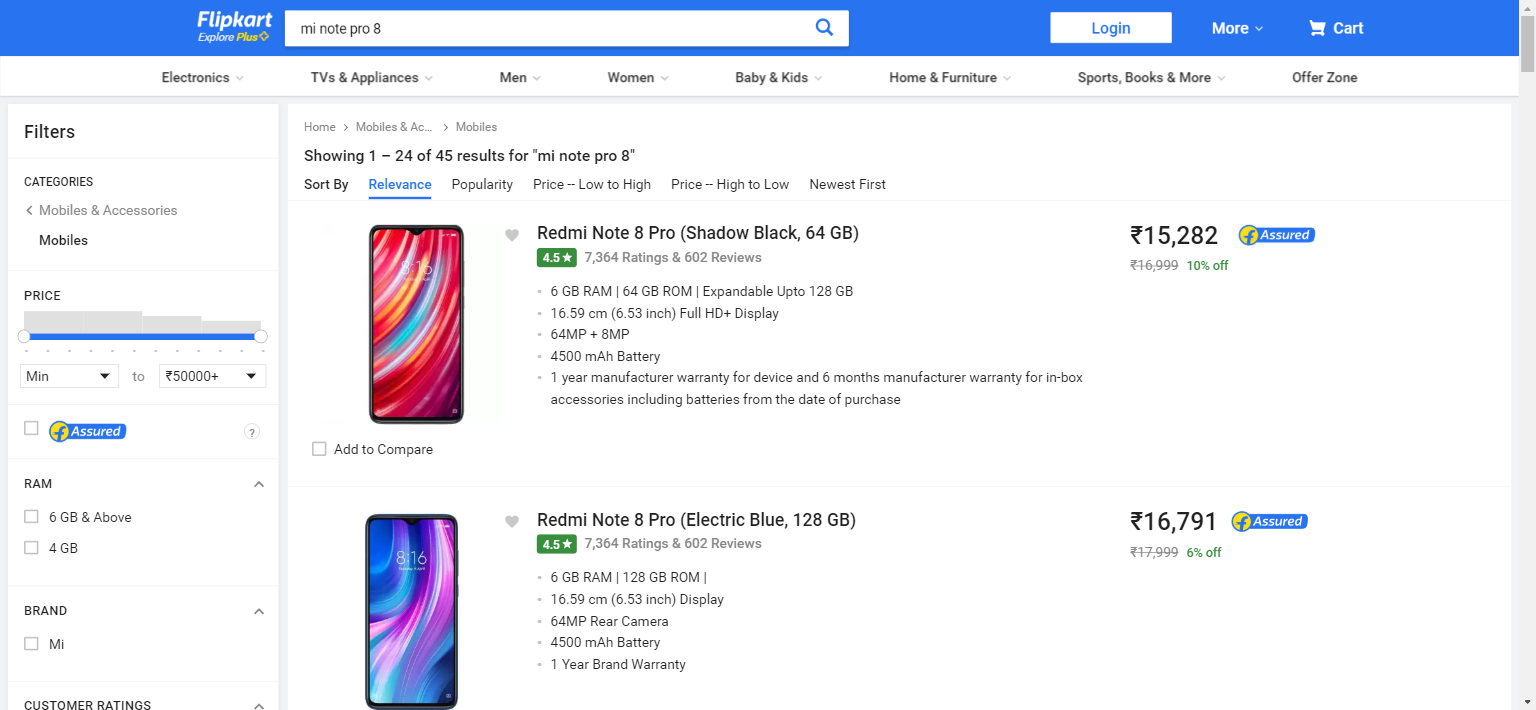 Flipkart
Explore Plus
mi note pro 8
Login
More
Cart
Electronics
TVs & Appliances
Men
Women
Baby & Kids
Home & Furniture
Sports, Books & More
Offer Zone
Filters
CATEGORIES
Mobiles & Accessories
Mobiles
PRICE
Min
to
₹50000+
Assured
?
RAM
6 GB & Above
4 GB
BRAND
Mi
CUSTOMER RATINGS
Home > Mobiles & Ac... > Mobiles
Showing 1 – 24 of 45 results for "mi note pro 8"
Sort By Relevance Popularity Price -- Low to High Price -- High to Low Newest First
8:16
Add to Compare
Redmi Note 8 Pro (Shadow Black, 64 GB)
4.5★ 7,364 Ratings & 602 Reviews
6 GB RAM | 64 GB ROM | Expandable Upto 128 GB
16.59 cm (6.53 inch) Full HD+ Display
64MP + 8MP
4500 mAh Battery
1 year manufacturer warranty for device and 6 months manufacturer warranty for in-box
accessories including batteries from the date of purchase
₹15,282 Assured
₹16,999 10% off
8:16
Redmi Note 8 Pro (Electric Blue, 128 GB)
4.5★ 7,364 Ratings & 602 Reviews
6 GB RAM | 128 GB ROM |
16.59 cm (6.53 inch) Display
64MP Rear Camera
4500 mAh Battery
1 Year Brand Warranty
₹16,791 Assured
₹17,999 6% off